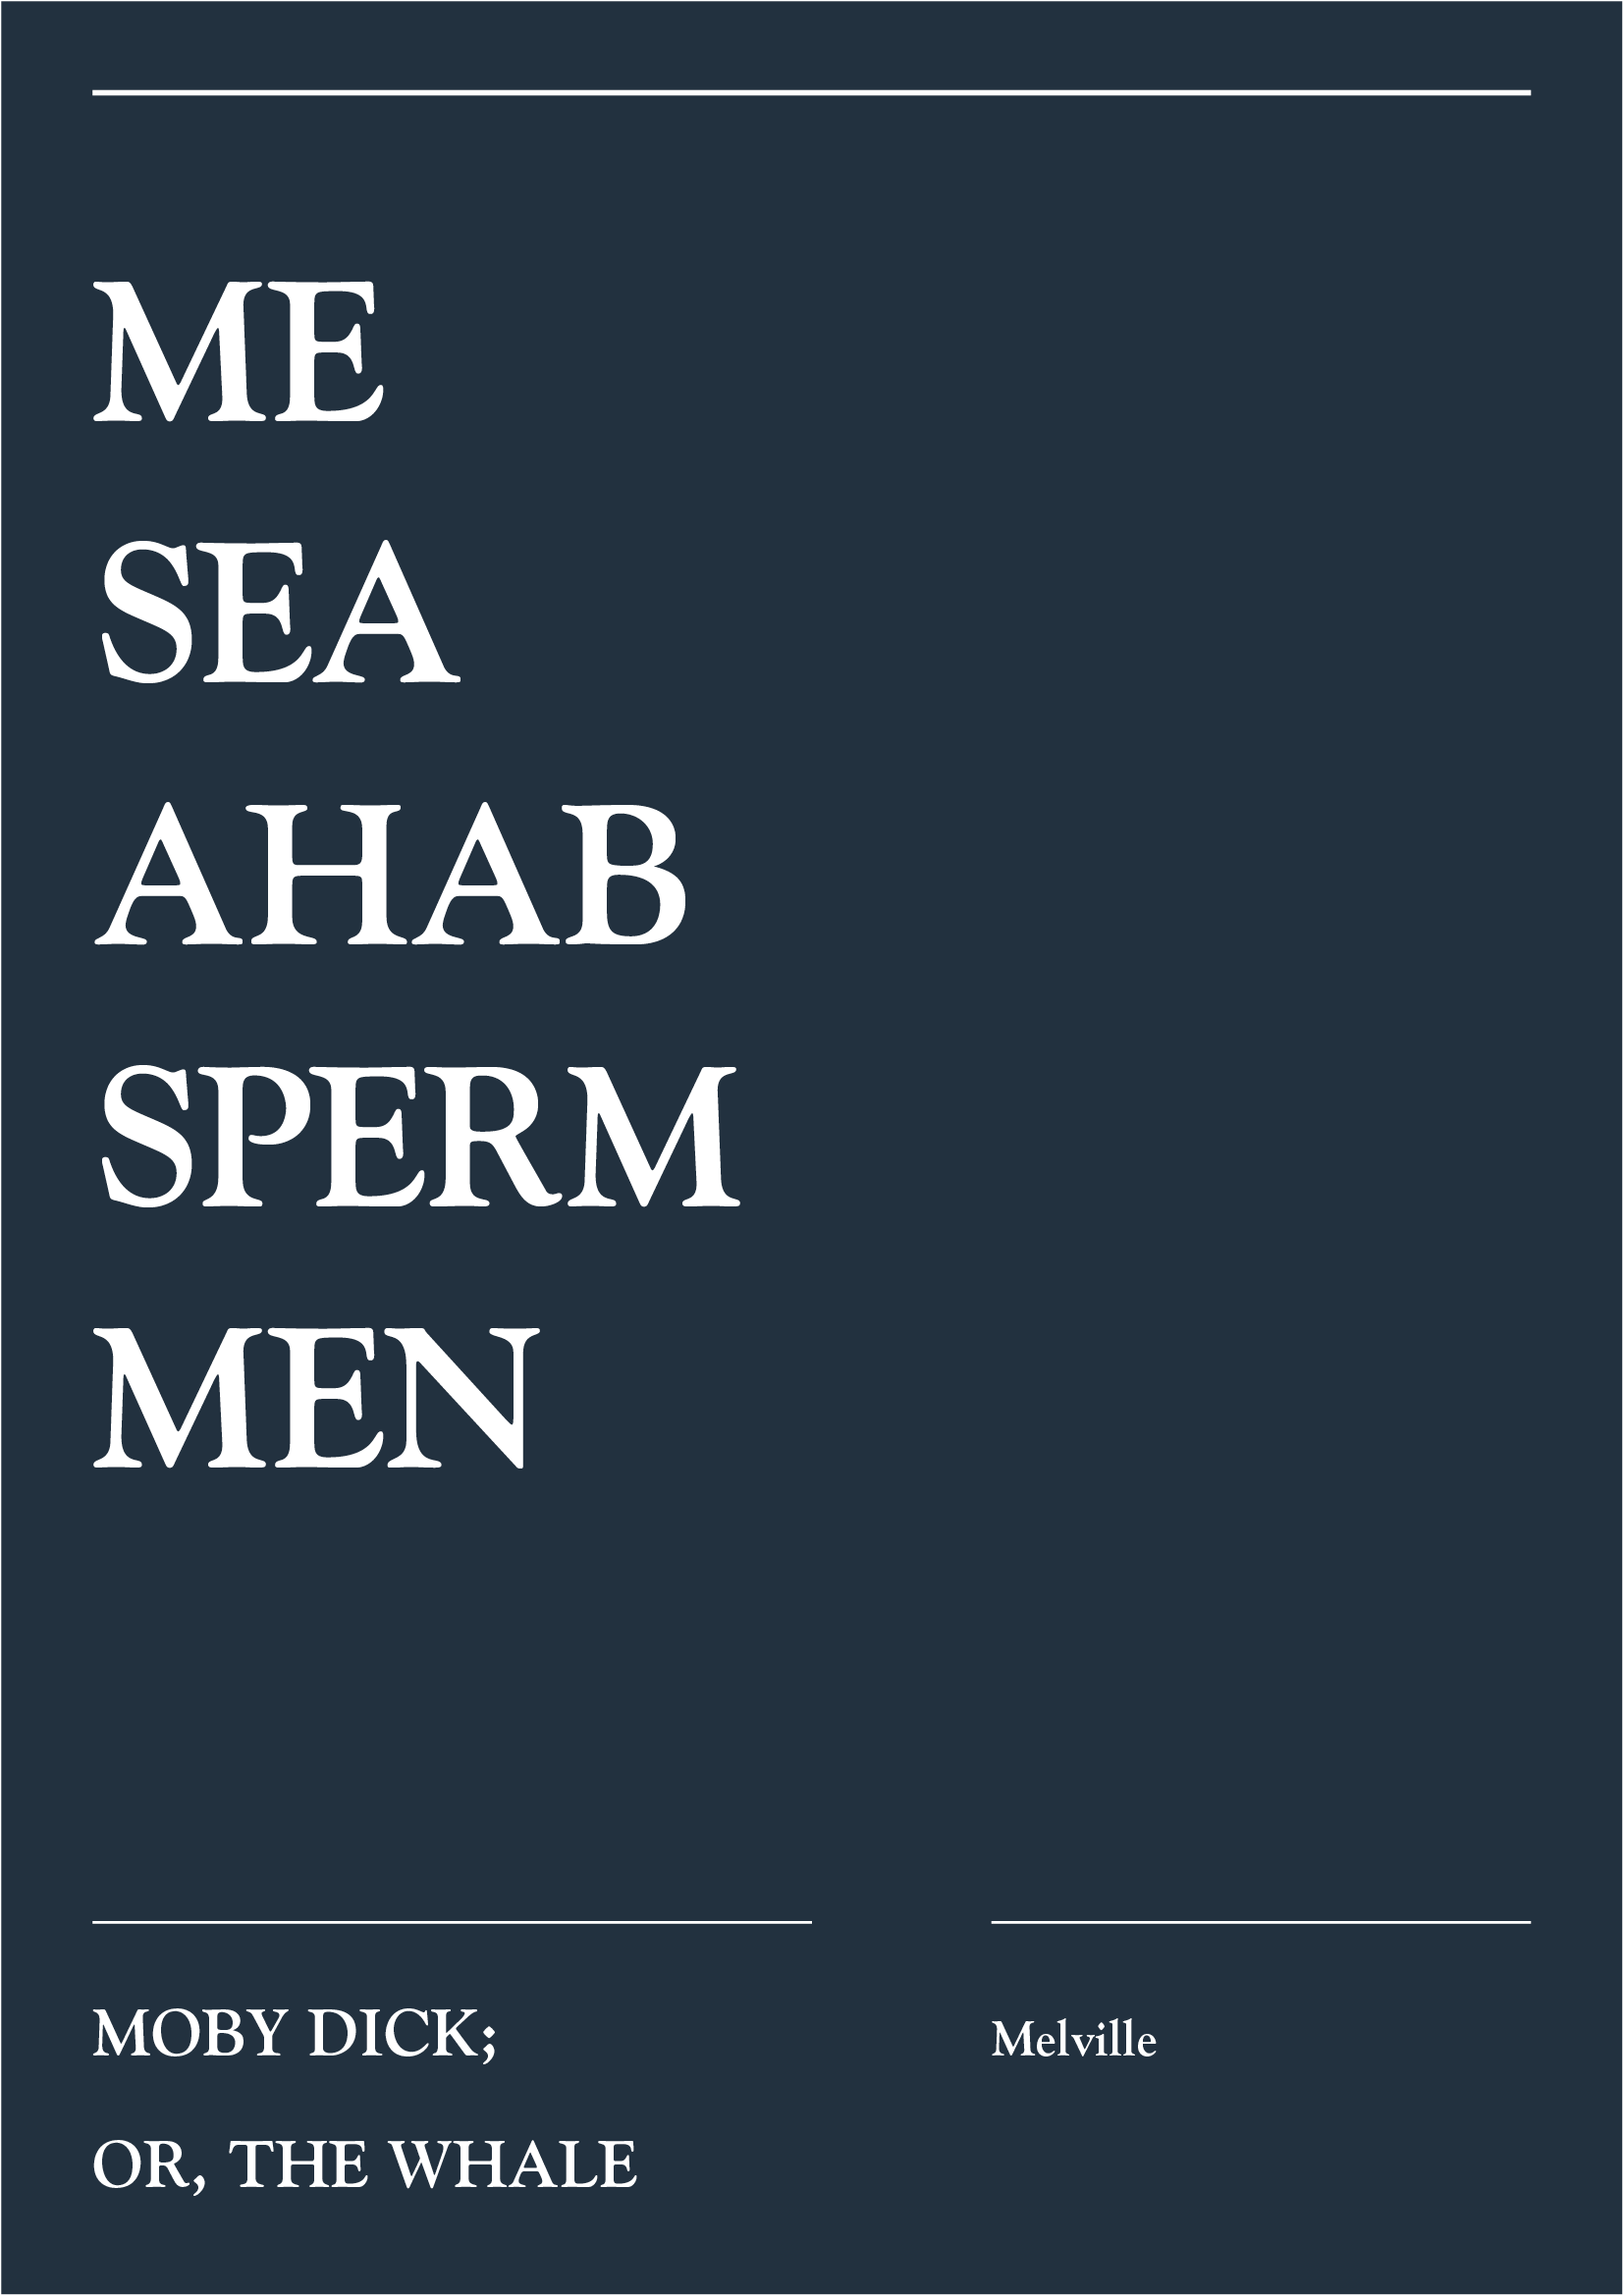 ME
SEA
AHAB
SPERM
MEN
MOBY DICK;
OR, THE WHALE
Melville